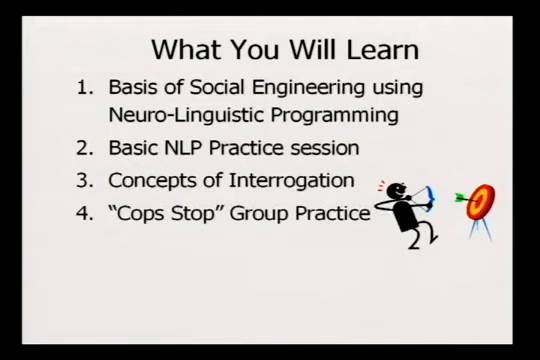 What You Will Learn
1. Basis of Social Engineering using
Neuro-Linguistic Programming
2. Basic NLP Practice session
3. Concepts of Interrogation
4. “Cops Stop” Group Practice